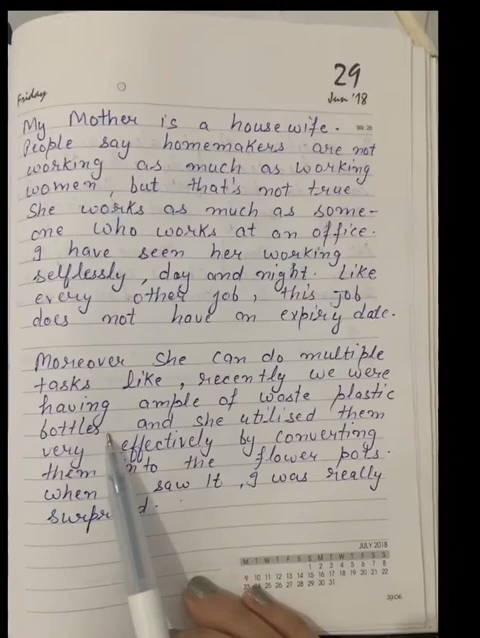 Friday
29
Jun '18
My Mother is a housewife.
People say homemakers are not
working as much as working
women, but that's not true
She works as much as some-
one who works at an office.
I have seen her working
selflessly, day and night. Like
every other job, this job
does not have an expiry date.
Moreover she can do multiple
tasks like, recently we were
having ample of waste plastic
bottles and she utilised them
very effectively by converting
them the flower pots.
when saw It, I was really
JULY 2018
M T W T F S S M T W T F S S
1 2 3 4 5 6 7 8
9 10 11 12 13 14 15 16 17 18 19 20 21 22
24 25 26 27 28 29 30 31